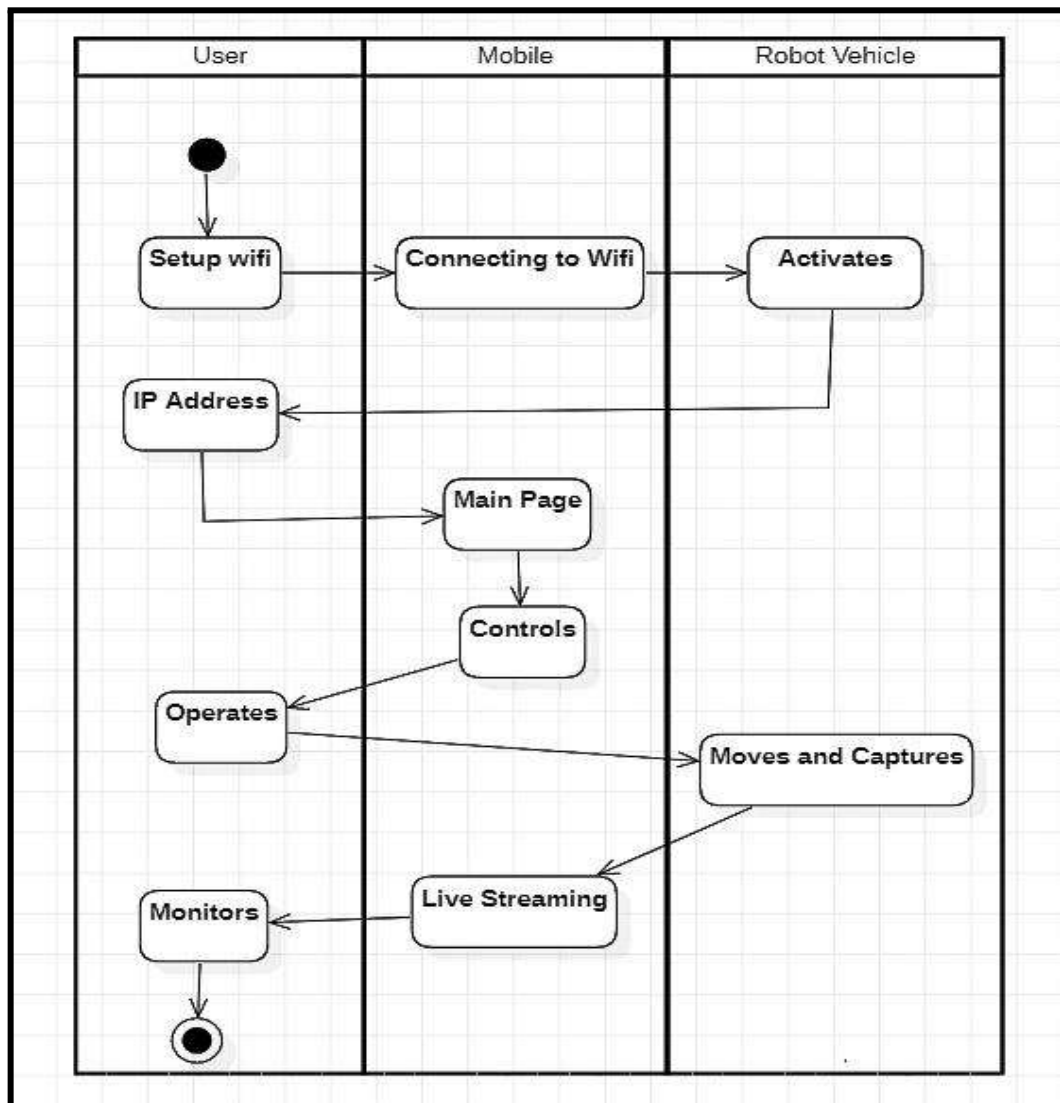 User
Mobile
Robot Vehicle
Setup wifi
Connecting to Wifi
Activates
IP Address
Main Page
Controls
Operates
Moves and Captures
Live Streaming
Monitors